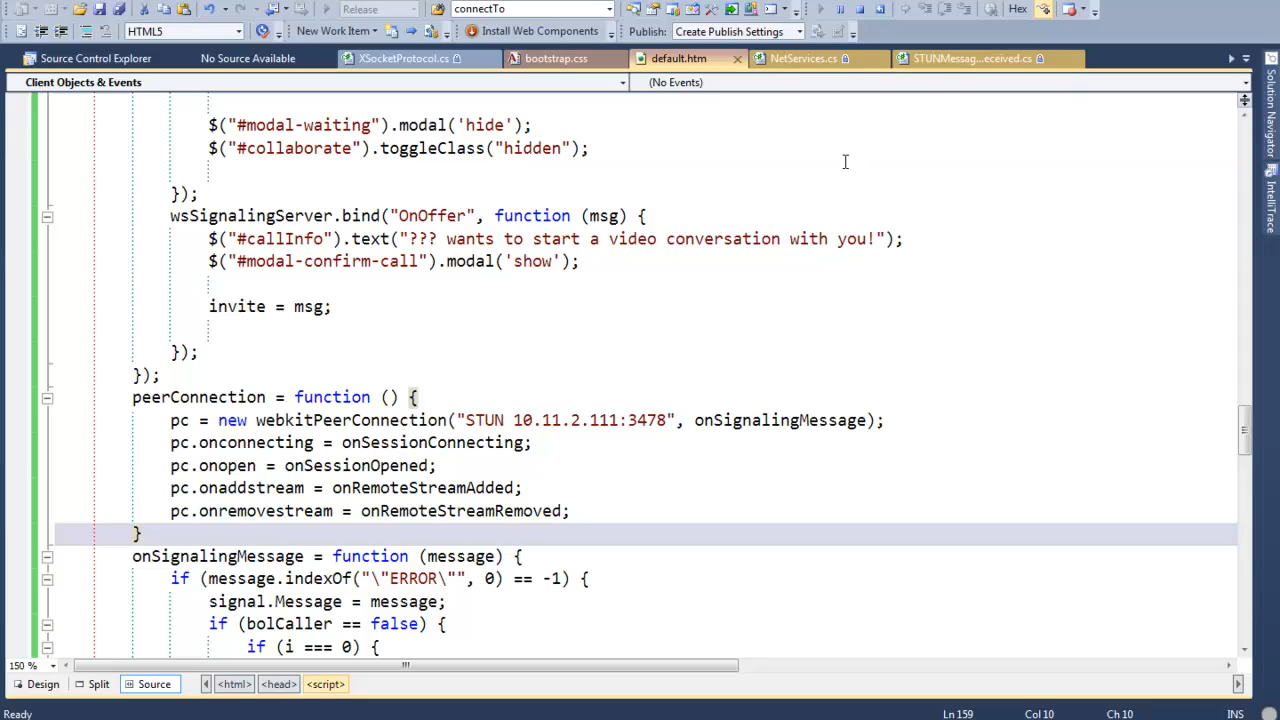 Release connectTo Hex
HTML5 New Work Item Install Web Components Publish: Create Publish Settings
Source Control Explorer No Source Available XSocketProtocol.cs bootstrap.css default.htm NetServices.cs STUNMessag...eceived.cs
Client Objects & Events (No Events)
$("#modal-waiting").modal('hide');
$("#collaborate").toggleClass("hidden");
});
wsSignalingServer.bind("OnOffer", function (msg) {
$("#callInfo").text("??? wants to start a video conversation with you!");
$("#modal-confirm-call").modal('show');
invite = msg;
});
});
peerConnection = function () {
pc = new webkitPeerConnection("STUN 10.11.2.111:3478", onSignalingMessage);
pc.onconnecting = onSessionConnecting;
pc.onopen = onSessionOpened;
pc.onaddstream = onRemoteStreamAdded;
pc.onremovestream = onRemoteStreamRemoved;
}
onSignalingMessage = function (message) {
if (message.indexOf("\"ERROR\"", 0) == -1) {
signal.Message = message;
if (bolCaller == false) {
if (i === 0) {
150 %
Design Split Source <html> <head> <script>
Ready Ln 159 Col 10 Ch 10 INS
Solution Navigator
IntelliTrace